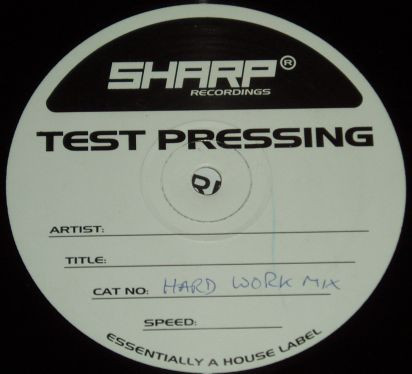 SHARP®
RECORDINGS
TEST PRESSING
ARTIST:
TITLE:
CAT NO: HARD WORK MIX
SPEED:
ESSENTIALLY A HOUSE LABEL